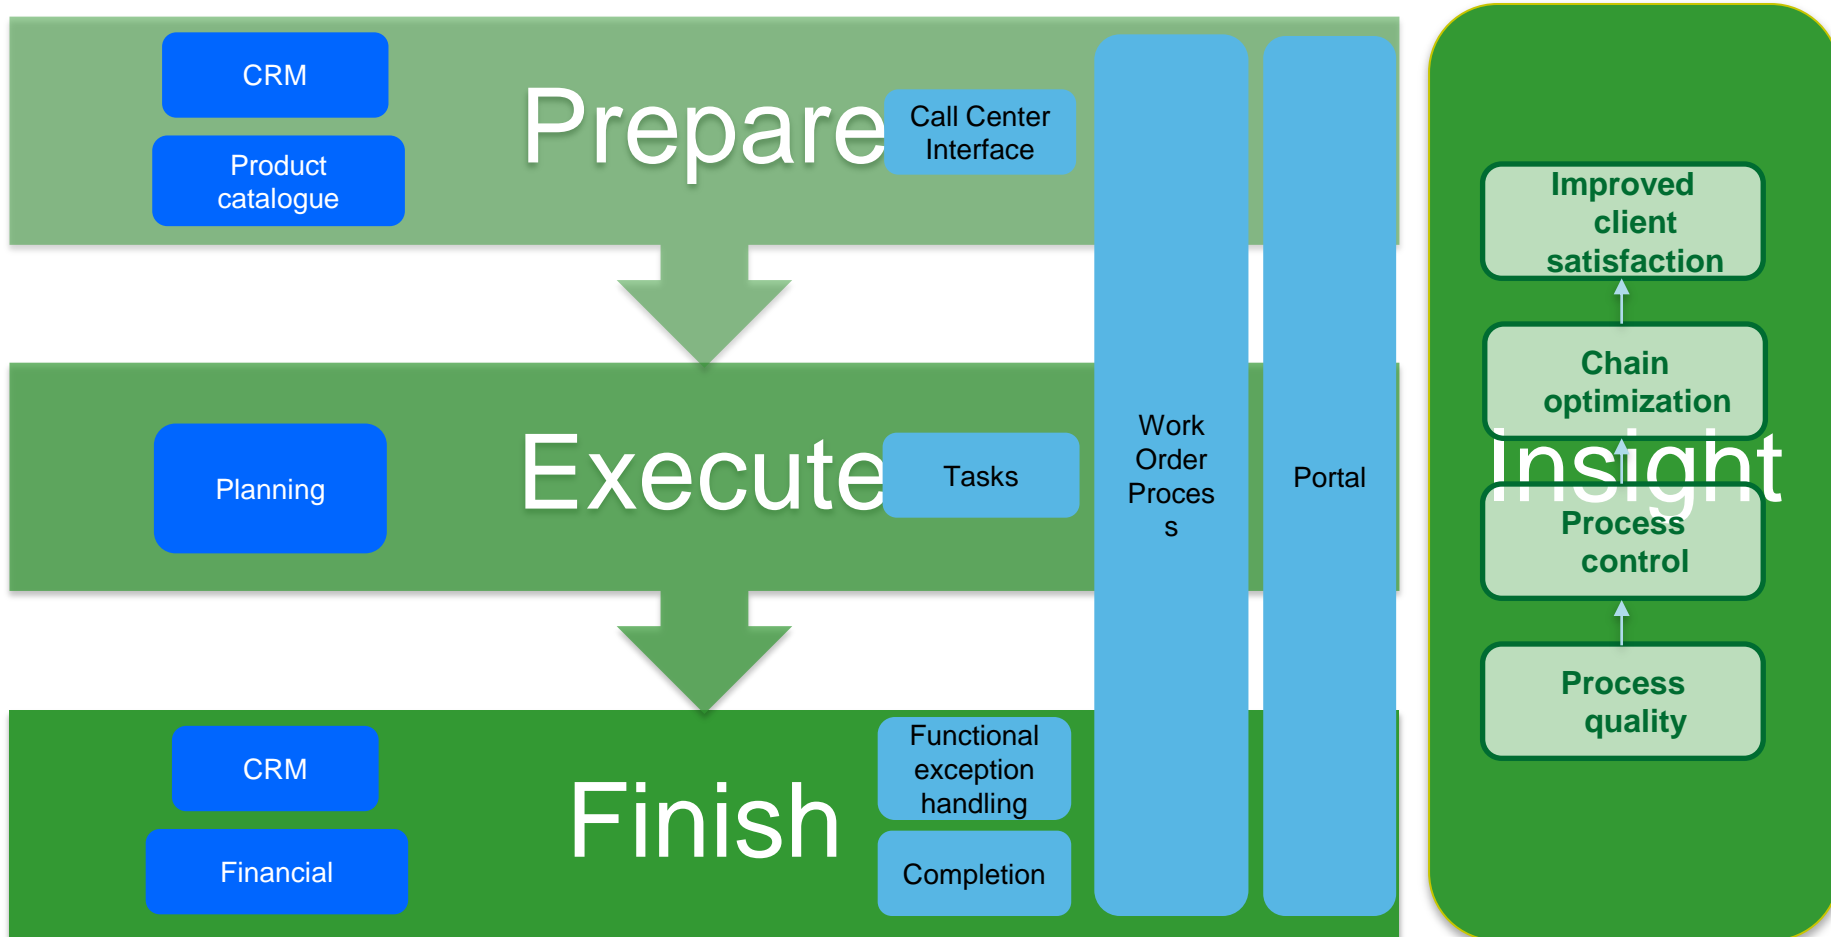 CRM
Product
catalogue
Prepare
Call Center
Interface
Planning
Execute
Tasks
CRM
Financial
Finish
Functional
exception
handling
Completion
Work
Order
Proces
s
Portal
Insight
Improved
client
satisfaction
Chain
optimization
Process
control
Process
quality